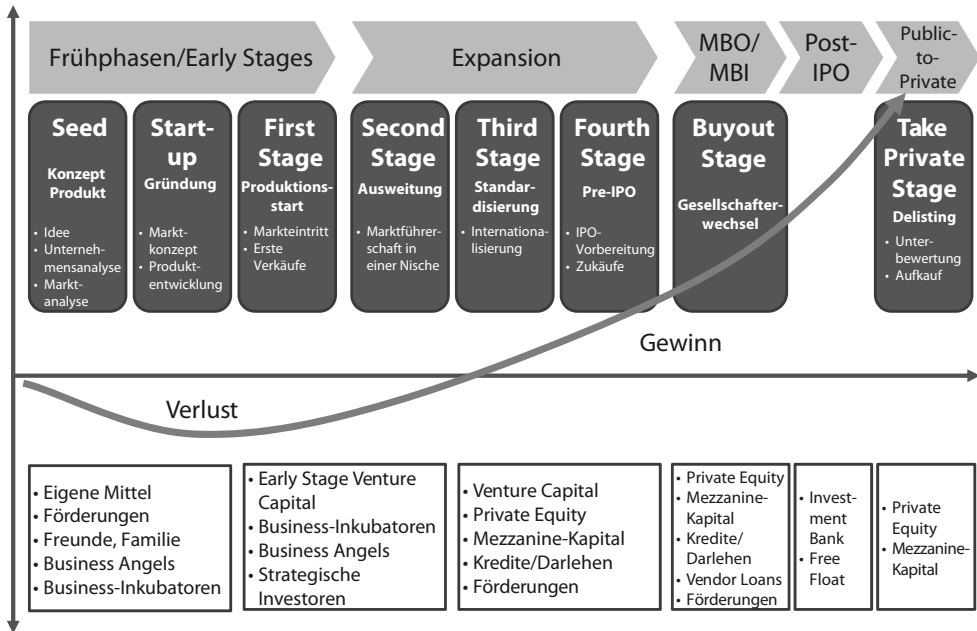 Frühphasen/Early Stages
Expansion
MBO/
MBI
Post-
IPO
Public-
to-
Private
Seed
Konzept
Produkt
• Idee
• Unterneh-
mensanalyse
• Markt-
analyse
Start-
up
Gründung
• Markt-
konzept
• Produkt-
entwicklung
First
Stage
Produktions-
start
• Markteintritt
• Erste
Verkäufe
Second
Stage
Ausweitung
• Marktführer-
schaft in
einer Nische
Third
Stage
Standar-
disierung
• Internationa-
lisierung
Fourth
Stage
Pre-IPO
• IPO-
Vorbereitung
• Zukäufe
Buyout
Stage
Gesellschafter-
wechsel
Take
Private
Stage
Delisting
• Unter-
bewertung
• Aufkauf
Gewinn
Verlust
• Eigene Mittel
• Förderungen
• Freunde, Familie
• Business Angels
• Business-Inkubatoren
• Early Stage Venture
Capital
• Business-Inkubatoren
• Business Angels
• Strategische
Investoren
• Venture Capital
• Private Equity
• Mezzanine-Kapital
• Kredite/Darlehen
• Förderungen
• Private Equity
• Mezzanine-
Kapital
• Kredite/
Darlehen
• Vendor Loans
• Förderungen
• Invest-
ment
Bank
• Free
Float
• Private
Equity
• Mezzanine-
Kapital